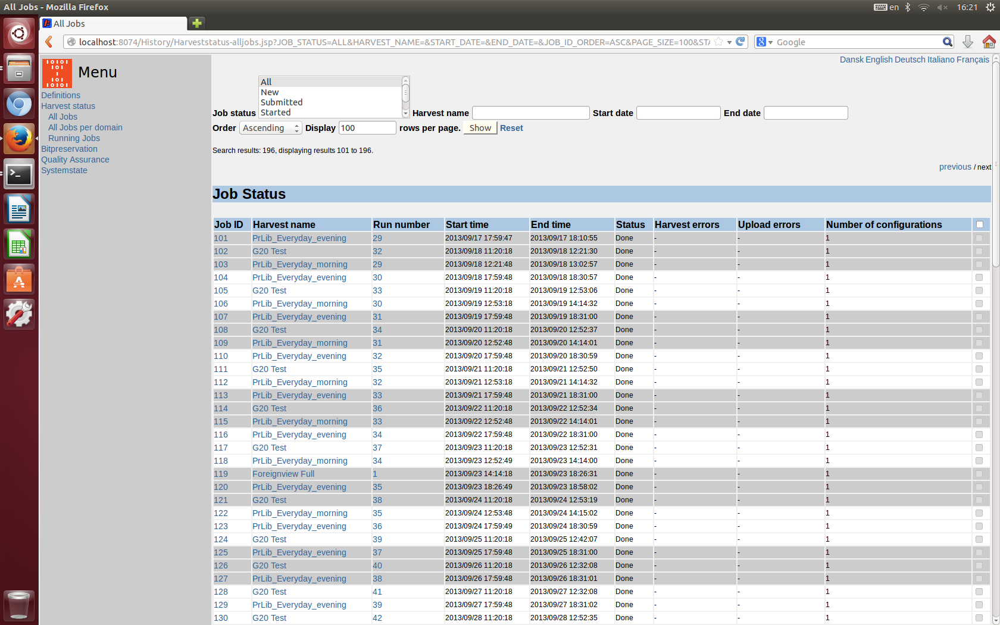 All Jobs - Mozilla Firefox
en 16:21
All Jobs
localhost:8074/History/Harveststatus-alljobs.jsp?JOB_STATUS=ALL&HARVEST_NAME=&START_DATE=&END_DATE=&JOB_ID_ORDER=ASC&PAGE_SIZE=100&STA
Google
Dansk English Deutsch Italiano Français
Menu
Definitions
Harvest status
All Jobs
All Jobs per domain
Running Jobs
Bitpreservation
Quality Assurance
Systemstate
All
New
Submitted
Started
Job status Harvest name Start date End date
Order Ascending Display 100 rows per page. Show Reset
Search results: 196, displaying results 101 to 196.
previous / next
Job Status
Job ID Harvest name Run number Start time End time Status Harvest errors Upload errors Number of configurations
101 PrLib_Everyday_evening 29 2013/09/17 17:59:47 2013/09/17 18:10:55 Done - - 1
102 G20 Test 32 2013/09/18 11:20:18 2013/09/18 12:21:30 Done - - 1
103 PrLib_Everyday_morning 29 2013/09/18 12:21:48 2013/09/18 13:02:57 Done - - 1
104 PrLib_Everyday_evening 30 2013/09/18 17:59:48 2013/09/18 18:30:57 Done - - 1
105 G20 Test 33 2013/09/19 11:20:18 2013/09/19 12:53:06 Done - - 1
106 PrLib_Everyday_morning 30 2013/09/19 12:53:18 2013/09/19 14:14:32 Done - - 1
107 PrLib_Everyday_evening 31 2013/09/19 17:59:48 2013/09/19 18:31:00 Done - - 1
108 G20 Test 34 2013/09/20 11:20:18 2013/09/20 12:52:37 Done - - 1
109 PrLib_Everyday_morning 31 2013/09/20 12:52:48 2013/09/20 14:14:01 Done - - 1
110 PrLib_Everyday_evening 32 2013/09/20 17:59:48 2013/09/20 18:30:59 Done - - 1
111 G20 Test 35 2013/09/21 11:20:18 2013/09/21 12:52:50 Done - - 1
112 PrLib_Everyday_morning 32 2013/09/21 12:53:18 2013/09/21 14:14:32 Done - - 1
113 PrLib_Everyday_evening 33 2013/09/21 17:59:48 2013/09/21 18:31:00 Done - - 1
114 G20 Test 36 2013/09/22 11:20:18 2013/09/22 12:52:34 Done - - 1
115 PrLib_Everyday_morning 33 2013/09/22 12:52:48 2013/09/22 14:14:01 Done - - 1
116 PrLib_Everyday_evening 34 2013/09/22 17:59:48 2013/09/22 18:31:00 Done - - 1
117 G20 Test 37 2013/09/23 11:20:18 2013/09/23 12:52:31 Done - - 1
118 PrLib_Everyday_morning 34 2013/09/23 12:52:49 2013/09/23 14:14:00 Done - - 1
119 Foreignview Full 1 2013/09/23 14:14:18 2013/09/23 18:26:31 Done - - 1
120 PrLib_Everyday_evening 35 2013/09/23 18:26:49 2013/09/23 18:58:02 Done - - 1
121 G20 Test 38 2013/09/24 11:20:18 2013/09/24 12:53:19 Done - - 1
122 PrLib_Everyday_morning 35 2013/09/24 12:53:48 2013/09/24 14:15:02 Done - - 1
123 PrLib_Everyday_evening 36 2013/09/24 17:59:49 2013/09/24 18:30:59 Done - - 1
124 G20 Test 39 2013/09/25 11:20:18 2013/09/25 12:42:07 Done - - 1
125 PrLib_Everyday_evening 37 2013/09/25 17:59:48 2013/09/25 18:31:00 Done - - 1
126 G20 Test 40 2013/09/26 11:20:18 2013/09/26 12:32:08 Done - - 1
127 PrLib_Everyday_evening 38 2013/09/26 17:59:48 2013/09/26 18:31:01 Done - - 1
128 G20 Test 41 2013/09/27 11:20:18 2013/09/27 12:32:08 Done - - 1
129 PrLib_Everyday_evening 39 2013/09/27 17:59:48 2013/09/27 18:31:02 Done - - 1
130 G20 Test 42 2013/09/28 11:20:18 2013/09/28 12:52:35 Done - - 1